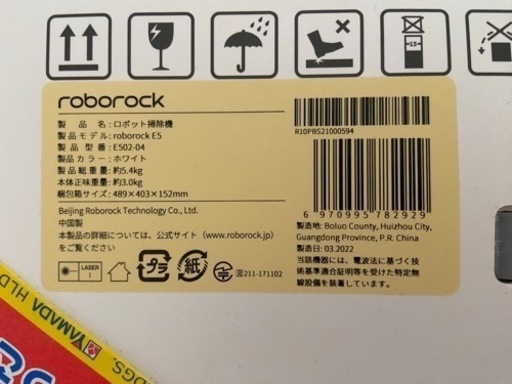 15
roborock
製 品 名：ロボット掃除機
製品モデル：roborock E5
製 品 型 番：E502-04
製品カラー：ホワイト
製品総重量：約5.4kg
本体正味重量：約3.0kg
梱包箱サイズ：489×403×152mm
Beijing Roborock Technology Co., Ltd.
中国製
本製品の詳細については、公式サイト（www.roborock.jp）
をご覧ください
LASER
1
プラ
紙
211-171102
R10PBS21000594
6 970995 782929
製造地：Boluo County, Huizhou City,
Guangdong Province, P.R. China
製造日：03.2022
当該機器には、電波法に基づく技
術基準適合証明等を受けた特定無
線設備を装着しています。
YAMADA HLDGS.